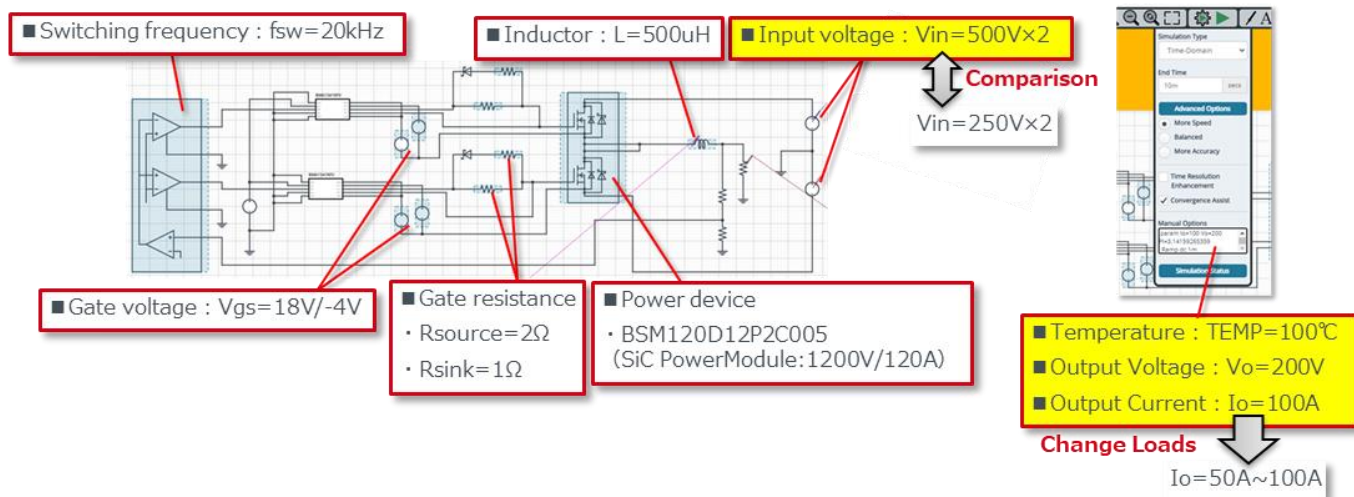 ■Switching frequency : fsw=20kHz
■Inductor : L=500uH
■Input voltage : Vin=500V×2
Comparison
Vin=250V×2
Simulation Type
Time-Domain
End Time
10m
secs
Advanced Options
More Speed
Balanced
More Accuracy
Time Resolution
Enhancement
Convergence Assist
Manual Options
Simulation Status
■Gate voltage : Vgs=18V/-4V
■Gate resistance
・Rsource=2Ω
・Rsink=1Ω
■Power device
・BSM120D12P2C005
(SiC PowerModule:1200V/120A)
■Temperature : TEMP=100℃
■Output Voltage : Vo=200V
■Output Current : Io=100A
Change Loads
Io=50A~100A